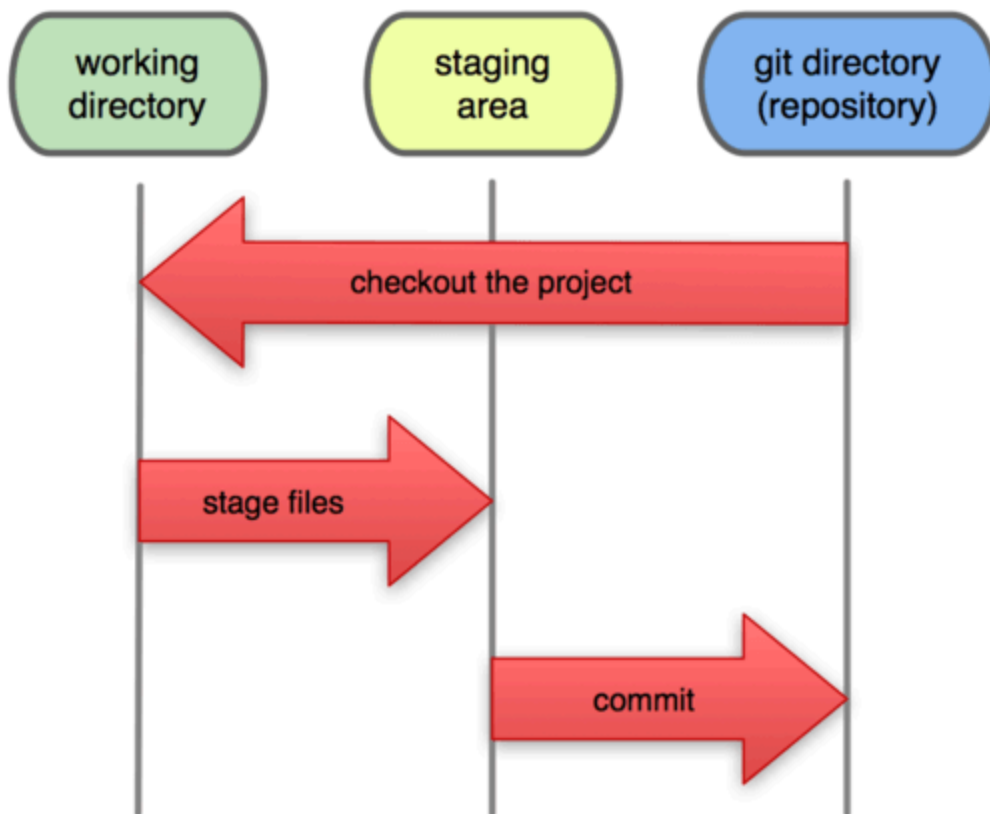 working
directory
staging
area
git directory
(repository)
checkout the project
stage files
commit